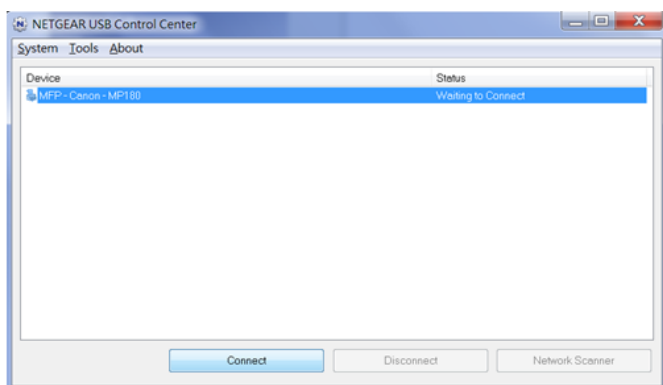 NETGEAR USB Control Center
System Tools About
Device Status
MFP - Canon - MP180 Waiting to Connect
Connect Disconnect Network Scanner